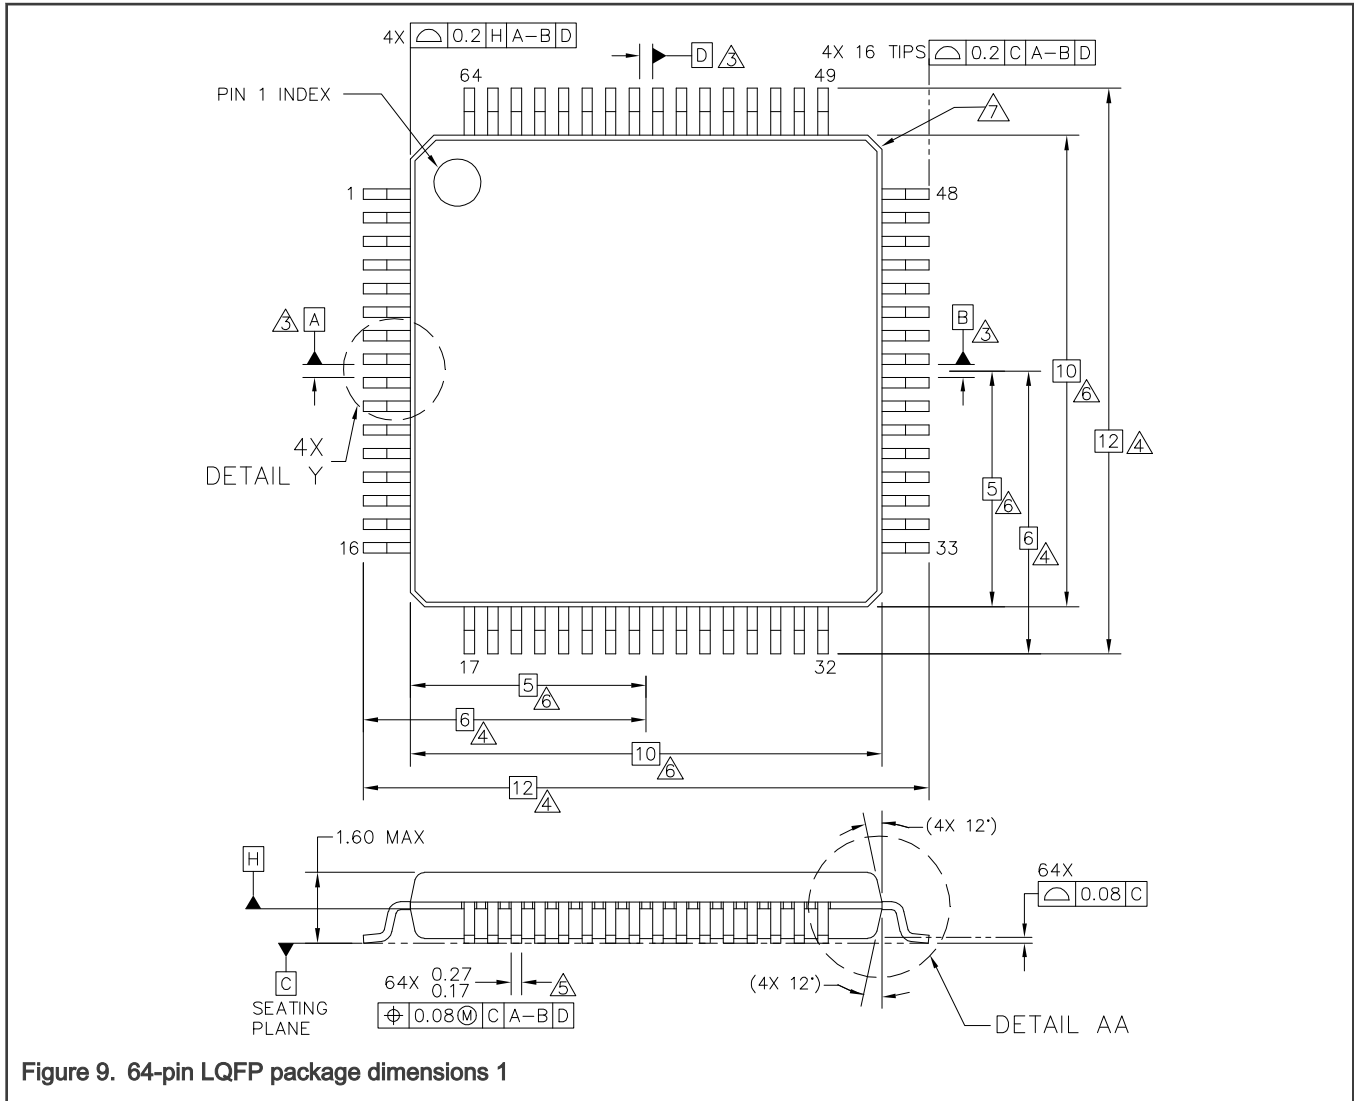 4X ⌓ 0.2 H A-B D
D 3
4X 16 TIPS ⌓ 0.2 C A-B D
64
49
PIN 1 INDEX
7
1
48
3 A
B 3
10 6
12 4
4X
DETAIL Y
5 6
6 4
16
33
17
32
5 6
6 4
10 6
12 4
1.60 MAX
(4X 12°)
H
64X
⌓ 0.08 C
64X 0.27
0.17
5
(4X 12°)
C
SEATING
PLANE
⌖ 0.08 Ⓜ C A-B D
DETAIL AA
Figure 9. 64-pin LQFP package dimensions 1